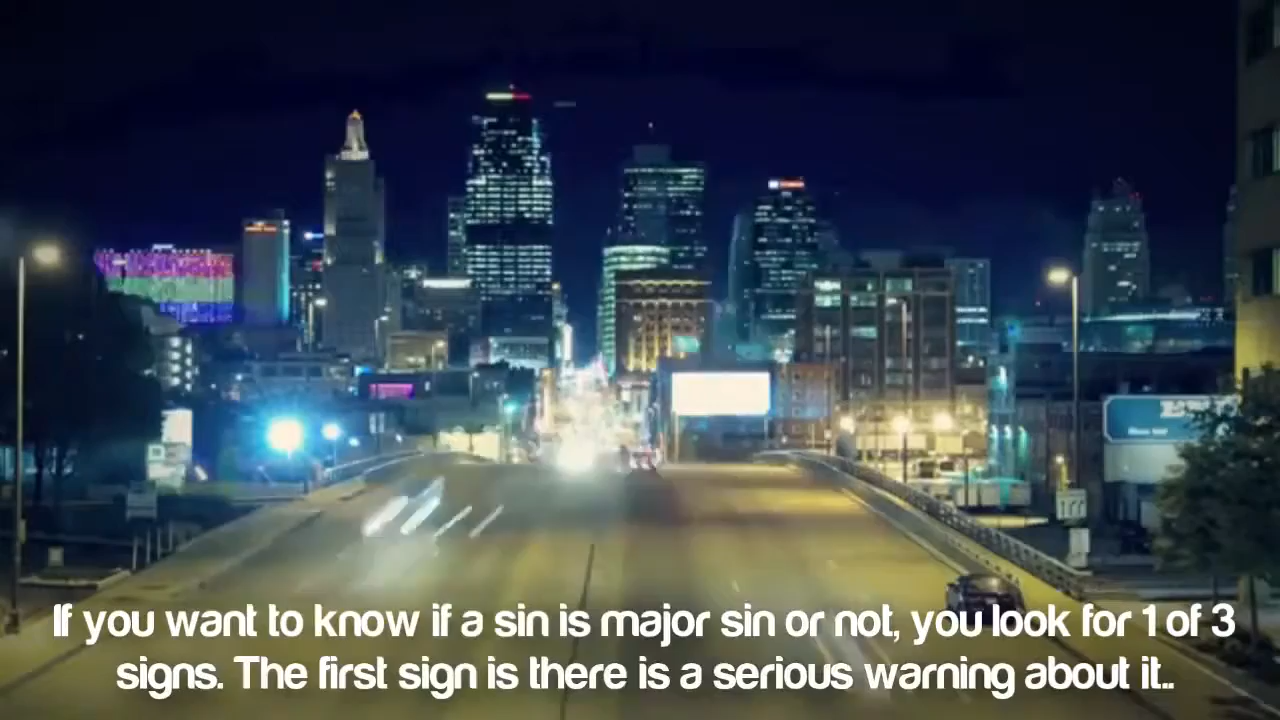 If you want to know if a sin is major sin or not, you look for 1 of 3
signs. The first sign is there is a serious warning about it..